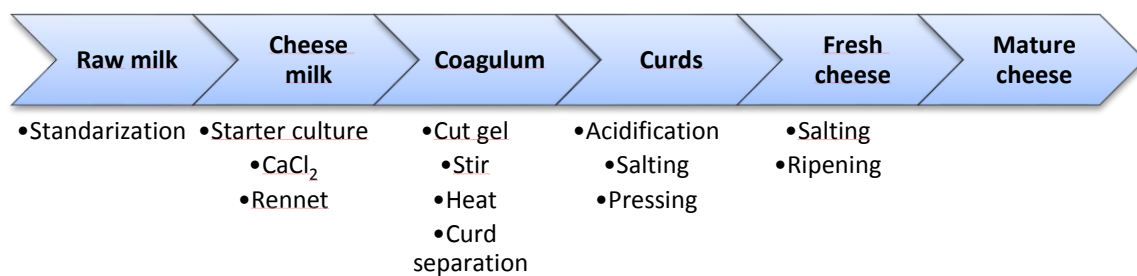 Raw milk
Cheese
milk
Coagulum
Curds
Fresh
cheese
Mature
cheese
•Standarization
•Starter culture
•CaCl₂
•Rennet
•Cut gel
•Stir
•Heat
•Curd
separation
•Acidification
•Salting
•Pressing
•Salting
•Ripening